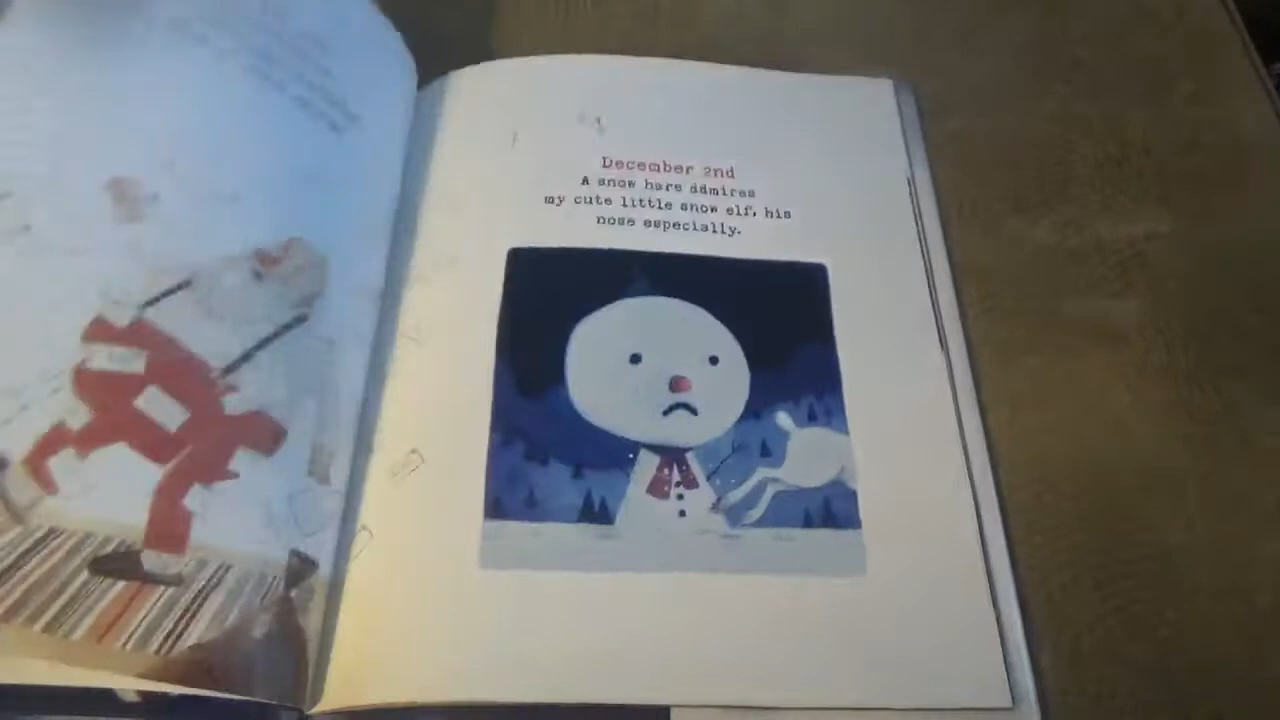 December 2nd
A snow hare admires
my cute little snow elf, his
nose especially.